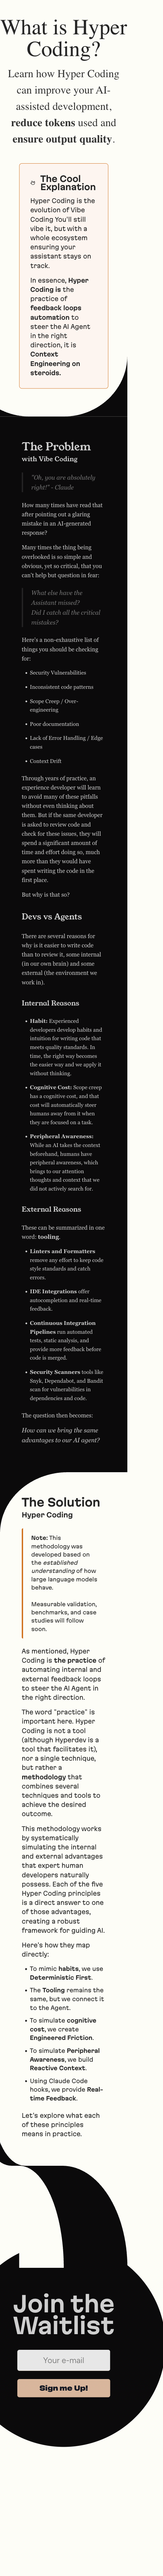 What is Hyper
Coding?
Learn how Hyper Coding
can improve your AI-
assisted development,
reduce tokens used and
ensure output quality.
The Cool
Explanation
Hyper Coding is the
evolution of Vibe
Coding You'll still
vibe it, but with a
whole ecosystem
ensuring your
assistant stays on
track.
In essence, Hyper
Coding is the
practice of
feedback loops
automation to
steer the AI Agent
in the right
direction, it is
Context
Engineering on
steroids.
The Problem
with Vibe Coding
"Oh, you are absolutely
right!" - Claude
How many times have read that
after pointing out a glaring
mistake in an AI-generated
response?
Many times the thing being
overlooked is so simple and
obvious, yet so critical, that you
can't help but question in fear:
What else have the
Assistant missed?
Did I catch all the critical
mistakes?
Here's a non-exhaustive list of
things you should be checking
for:
• Security Vulnerabilities
• Inconsistent code patterns
• Scope Creep / Over-
engineering
• Poor documentation
• Lack of Error Handling / Edge
cases
• Context Drift
Through years of practice, an
experience developer will learn
to avoid many of these pitfalls
without even thinking about
them. But if the same developer
is asked to review code and
check for these issues, they will
spend a significant amount of
time and effort doing so, much
more than they would have
spent writing the code in the
first place.
But why is that so?
Devs vs Agents
There are several reasons for
why is it easier to write code
than to review it, some internal
(in our own brain) and some
external (the environment we
work in).
Internal Reasons
• Habit: Experienced
developers develop habits and
intuition for writing code that
meets quality standards. In
time, the right way becomes
the easier way and we apply it
without thinking.
• Cognitive Cost: Scope creep
has a cognitive cost, and that
cost will automatically steer
humans away from it when
they are focused on a task.
• Peripheral Awareness:
While an AI takes the context
beforehand, humans have
peripheral awareness, which
brings to our attention
thoughts and context that we
did not actively search for.
External Reasons
These can be summarized in one
word: tooling.
• Linters and Formatters
remove any effort to keep code
style standards and catch
errors.
• IDE Integrations offer
autocompletion and real-time
feedback.
• Continuous Integration
Pipelines run automated
tests, static analysis, and
provide more feedback before
code is merged.
• Security Scanners tools like
Snyk, Dependabot, and Bandit
scan for vulnerabilities in
dependencies and code.
The question then becomes:
How can we bring the same
advantages to our AI agent?
The Solution
Hyper Coding
Note: This
methodology was
developed based on
the established
understanding of how
large language models
behave.
Measurable validation,
benchmarks, and case
studies will follow
soon.
As mentioned, Hyper
Coding is the practice of
automating internal and
external feedback loops
to steer the AI Agent in
the right direction.
The word "practice" is
important here. Hyper
Coding is not a tool
(although Hyperdev is a
tool that facilitates it),
nor a single technique,
but rather a
methodology that
combines several
techniques and tools to
achieve the desired
outcome.
This methodology works
by systematically
simulating the internal
and external advantages
that expert human
developers naturally
possess. Each of the five
Hyper Coding principles
is a direct answer to one
of those advantages,
creating a robust
framework for guiding AI.
Here's how they map
directly:
• To mimic habits, we use
Deterministic First.
• The Tooling remains the
same, but we connect it
to the Agent.
• To simulate cognitive
cost, we create
Engineered Friction.
• To simulate Peripheral
Awareness, we build
Reactive Context.
• Using Claude Code
hooks, we provide Real-
time Feedback.
Let's explore what each
of these principles
means in practice.
Join the
Waitlist
Your e-mail
Sign me Up!